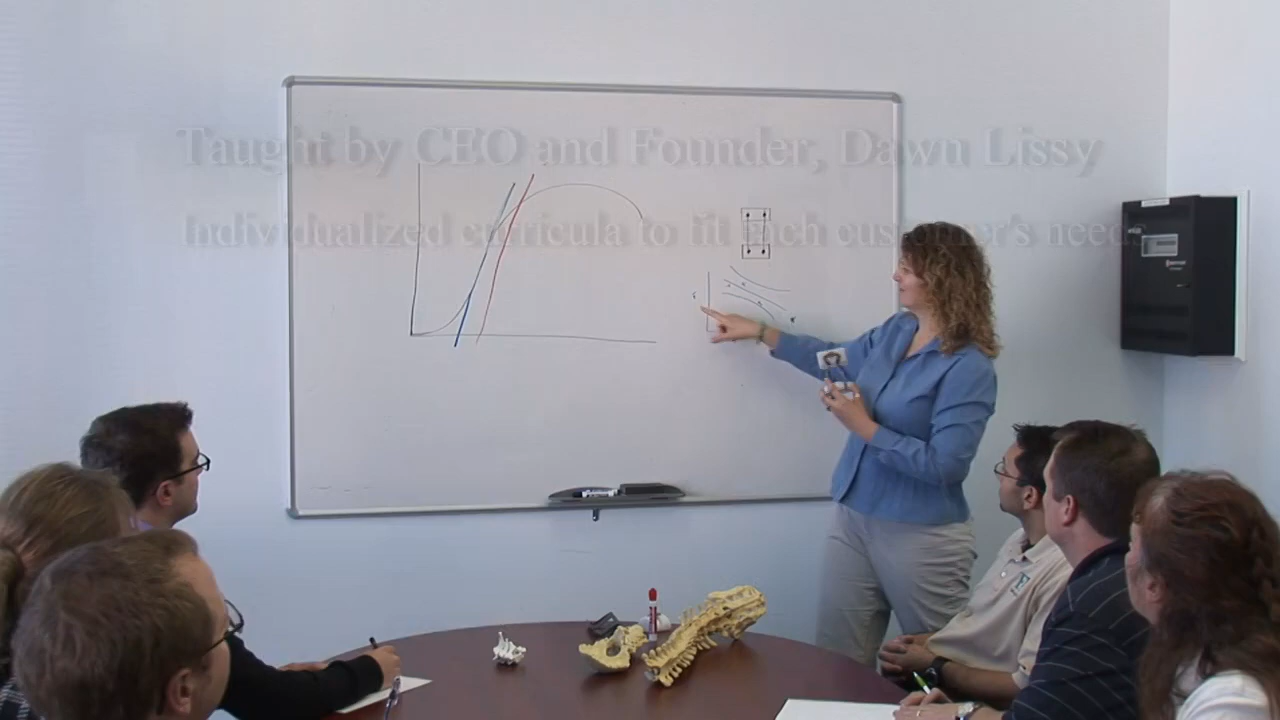 Taught by CEO and Founder, Dawn Lissy
Individualized curricula to fit each customer's needs